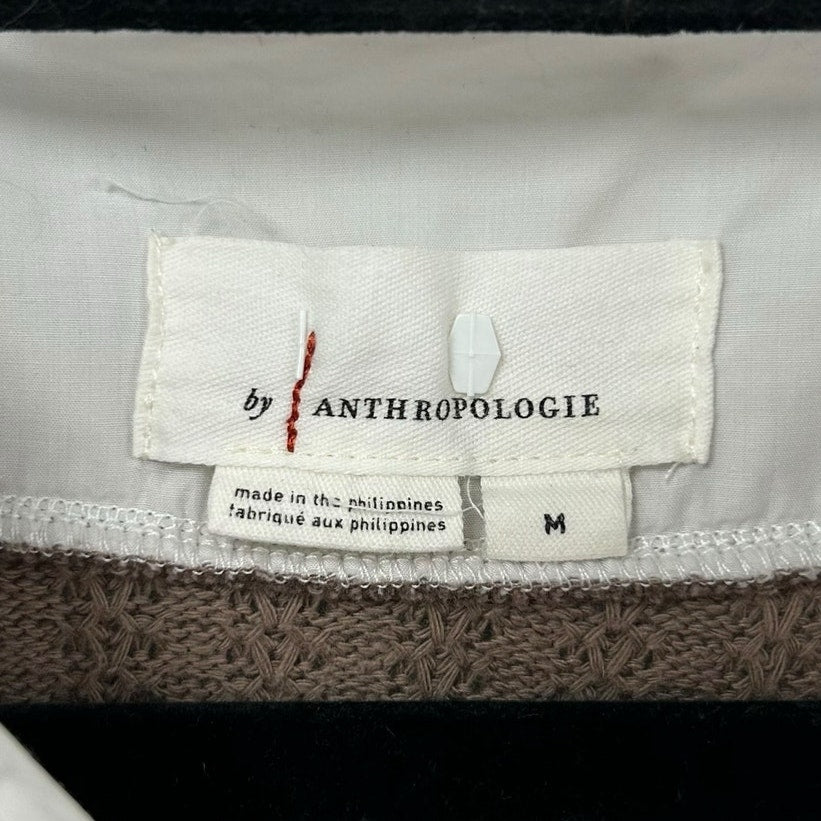 by ANTHROPOLOGIE
made in the philippines
fabriqué aux philippines
M